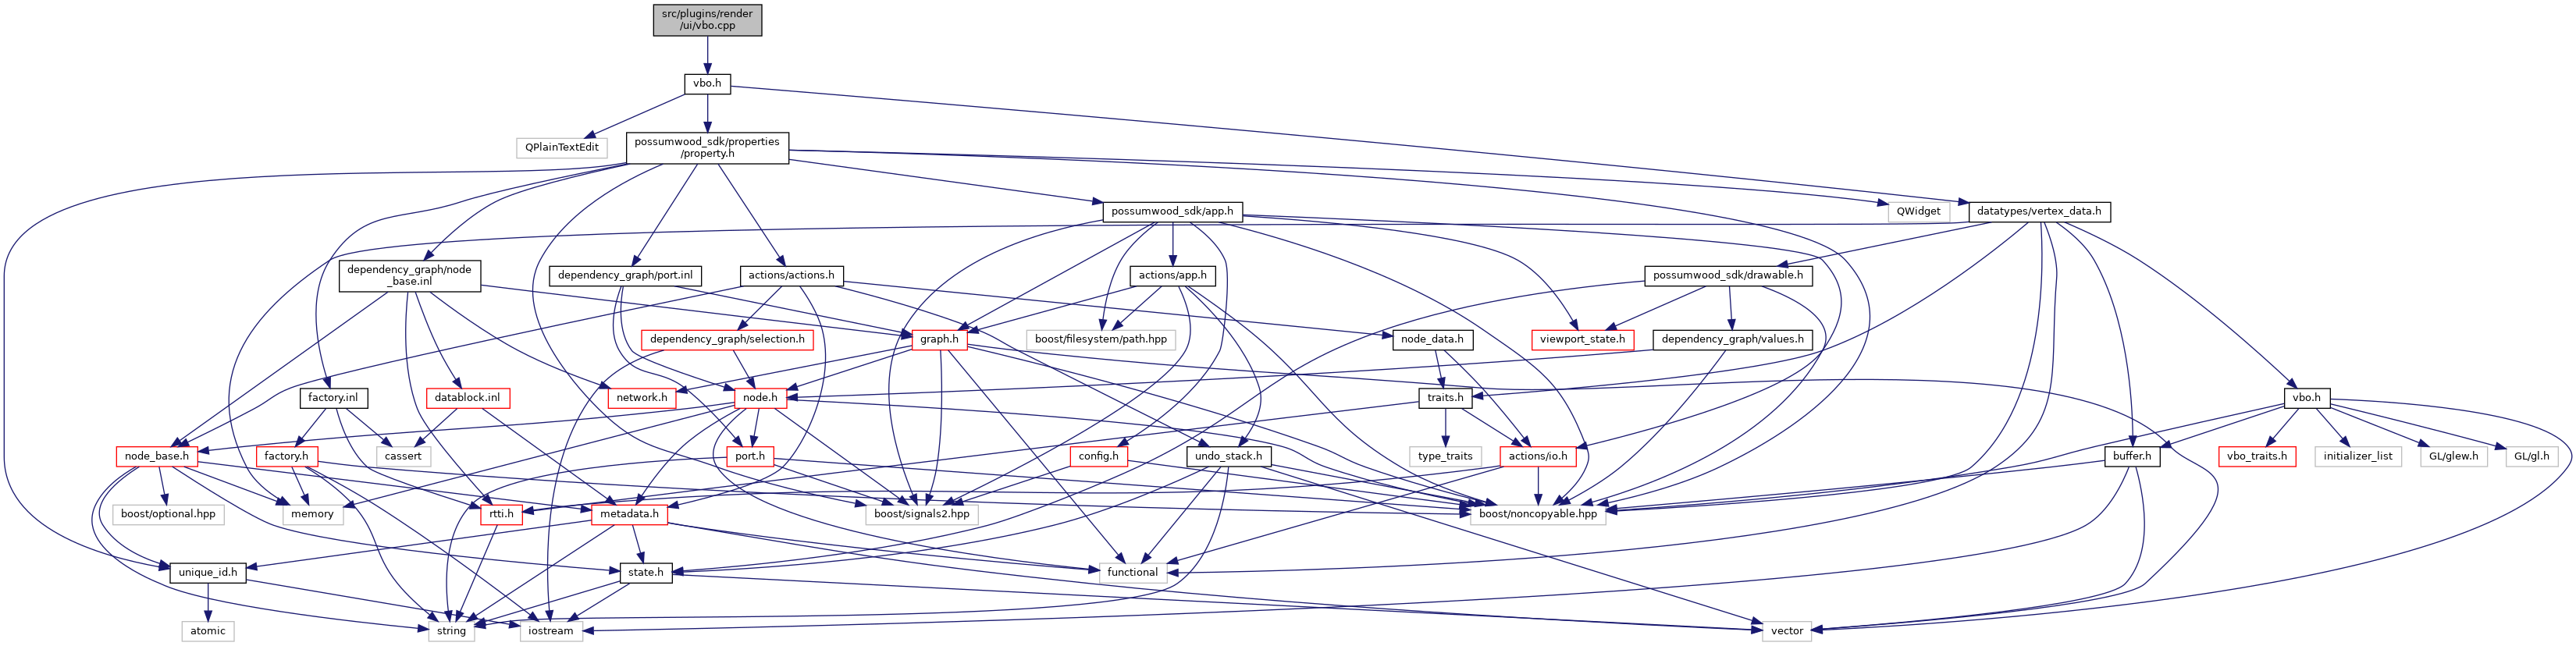 src/plugins/render
/ui/vbo.cpp
vbo.h
QPlainTextEdit
possumwood_sdk/properties
/property.h
possumwood_sdk/app.h
QWidget
datatypes/vertex_data.h
dependency_graph/node
_base.inl
dependency_graph/port.inl
actions/actions.h
actions/app.h
possumwood_sdk/drawable.h
dependency_graph/selection.h
graph.h
boost/filesystem/path.hpp
node_data.h
viewport_state.h
dependency_graph/values.h
factory.inl
datablock.inl
network.h
node.h
traits.h
vbo.h
node_base.h
factory.h
cassert
port.h
config.h
undo_stack.h
type_traits
actions/io.h
buffer.h
vbo_traits.h
initializer_list
GL/glew.h
GL/gl.h
boost/optional.hpp
memory
rtti.h
metadata.h
boost/signals2.hpp
boost/noncopyable.hpp
unique_id.h
state.h
functional
atomic
string
iostream
vector